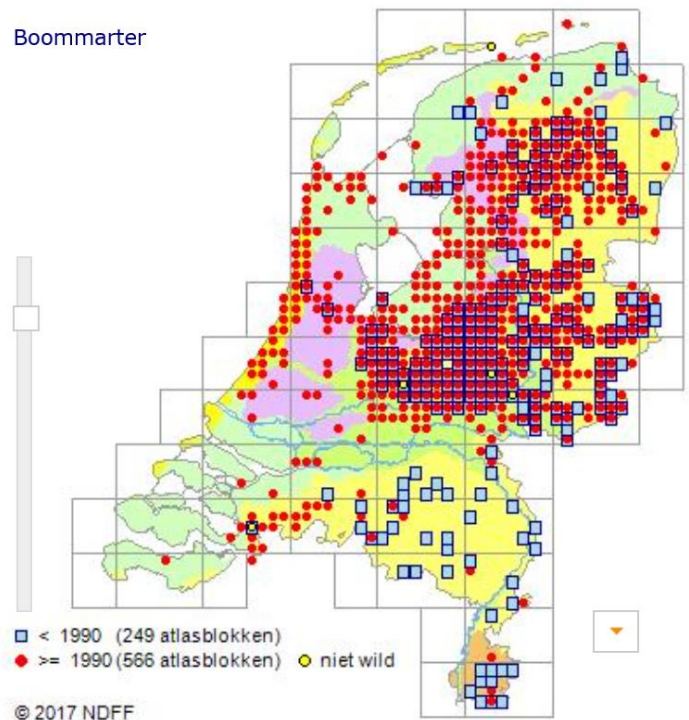 Boommarter
< 1990 (249 atlasblokken)
>= 1990 (566 atlasblokken) niet wild
© 2017 NDFF